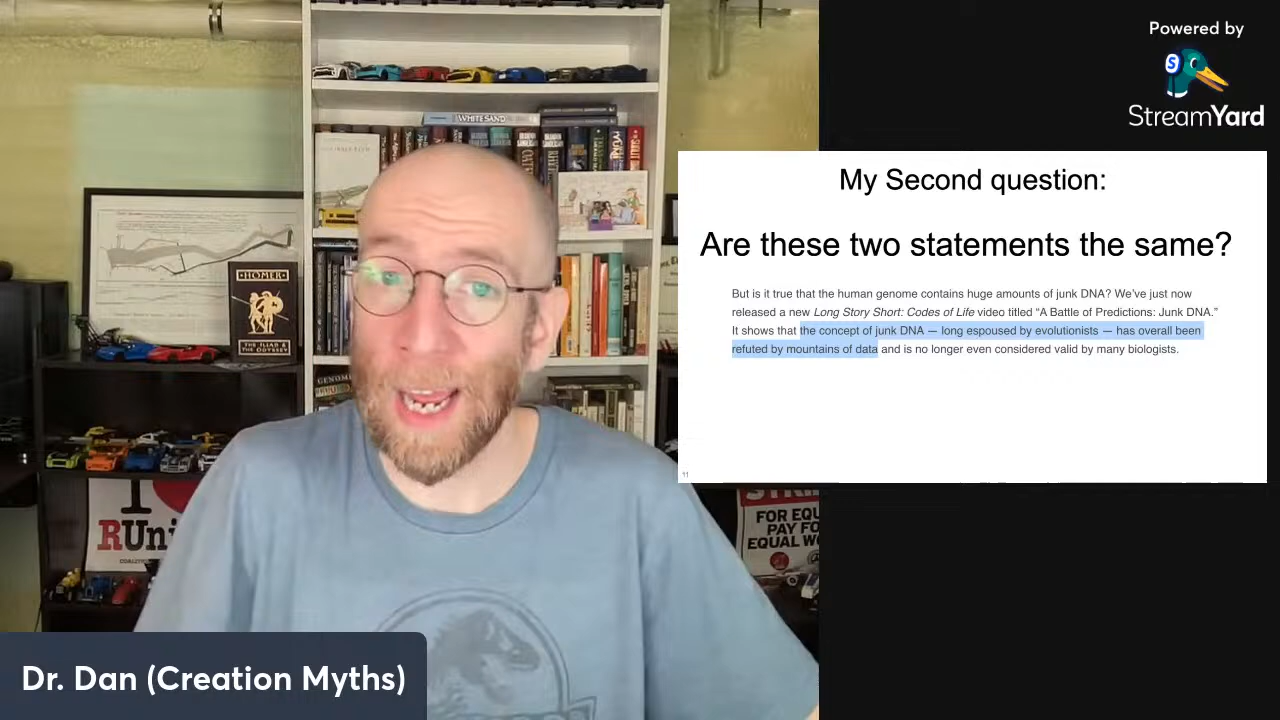 Powered by
StreamYard
My Second question:
Are these two statements the same?
But is it true that the human genome contains huge amounts of junk DNA? We've just now
released a new Long Story Short: Codes of Life video titled “A Battle of Predictions: Junk DNA.”
It shows that the concept of junk DNA — long espoused by evolutionists — has overall been
refuted by mountains of data and is no longer even considered valid by many biologists.
WHITE SAND
HOMER
THE ILIAD &
THE ODYSSEY
I
RUni
FOR EQU
PAY FO
EQUAL W
Dr. Dan (Creation Myths)